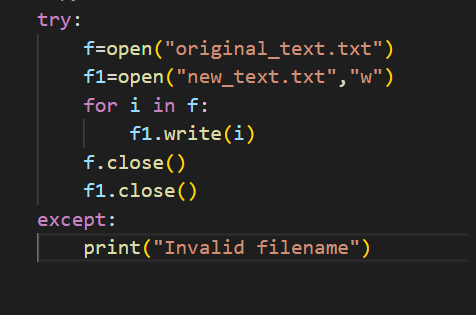 try:
    f=open("original_text.txt")
    f1=open("new_text.txt","w")
    for i in f:
        f1.write(i)
    f.close()
    f1.close()
except:
    print("Invalid filename")